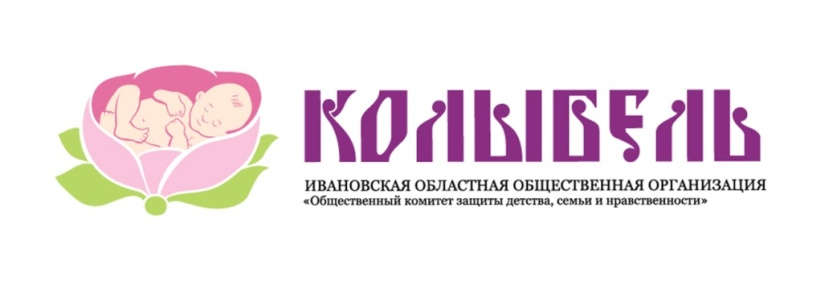 КОЛЫБЕЛЬ
ИВАНОВСКАЯ ОБЛАСТНАЯ ОБЩЕСТВЕННАЯ ОРГАНИЗАЦИЯ
«Общественный комитет защиты детства, семьи и нравственности»